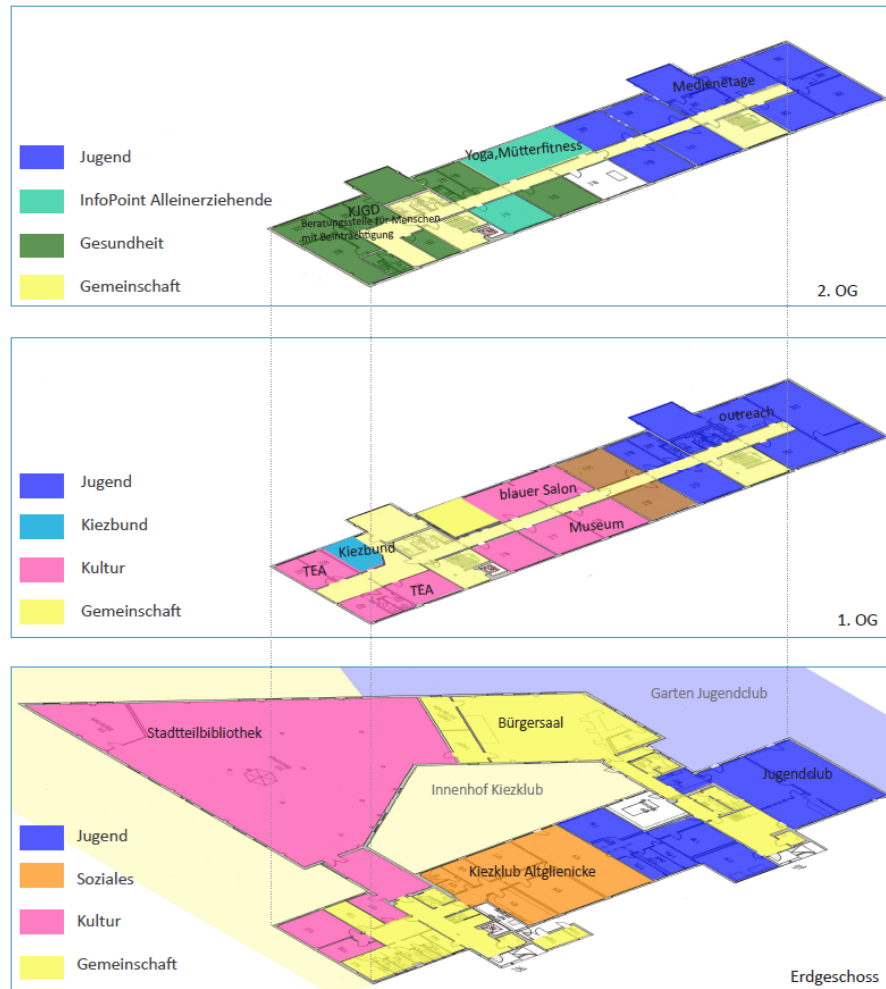 Medienetage
Yoga,Mütterfitness
KJGD
Beratungsstelle für Menschen
mit Beinträchtigung
Jugend
InfoPoint Alleinerziehende
Gesundheit
Gemeinschaft
2. OG
outreach
blauer Salon
Museum
Kiezbund
TEA
TEA
Jugend
Kiezbund
Kultur
Gemeinschaft
1. OG
Garten Jugendclub
Bürgersaal
Stadtteilbibliothek
Jugendclub
Innenhof Kiezklub
Kiezklub Altglienicke
Jugend
Soziales
Kultur
Gemeinschaft
Erdgeschoss